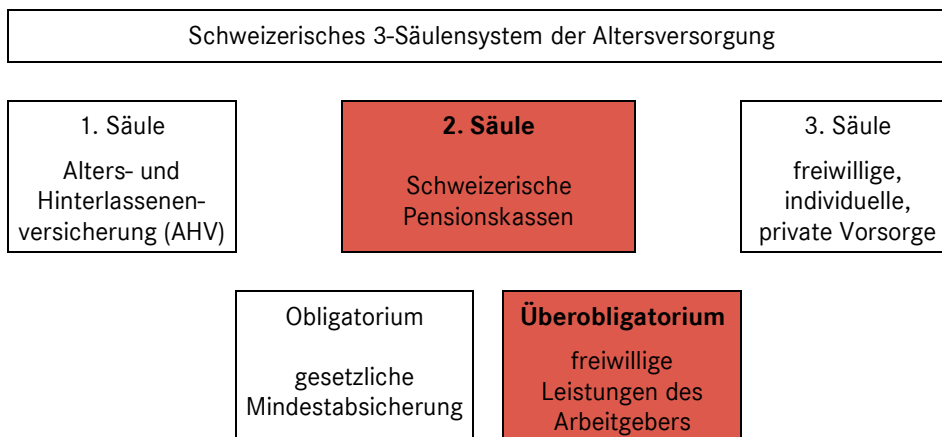 Schweizerisches 3-Säulensystem der Altersversorgung
1. Säule
Alters- und
Hinterlassenen-
versicherung (AHV)
2. Säule
Schweizerische
Pensionskassen
3. Säule
freiwillige,
individuelle,
private Vorsorge
Obligatorium
gesetzliche
Mindestabsicherung
Überobligatorium
freiwillige
Leistungen des
Arbeitgebers